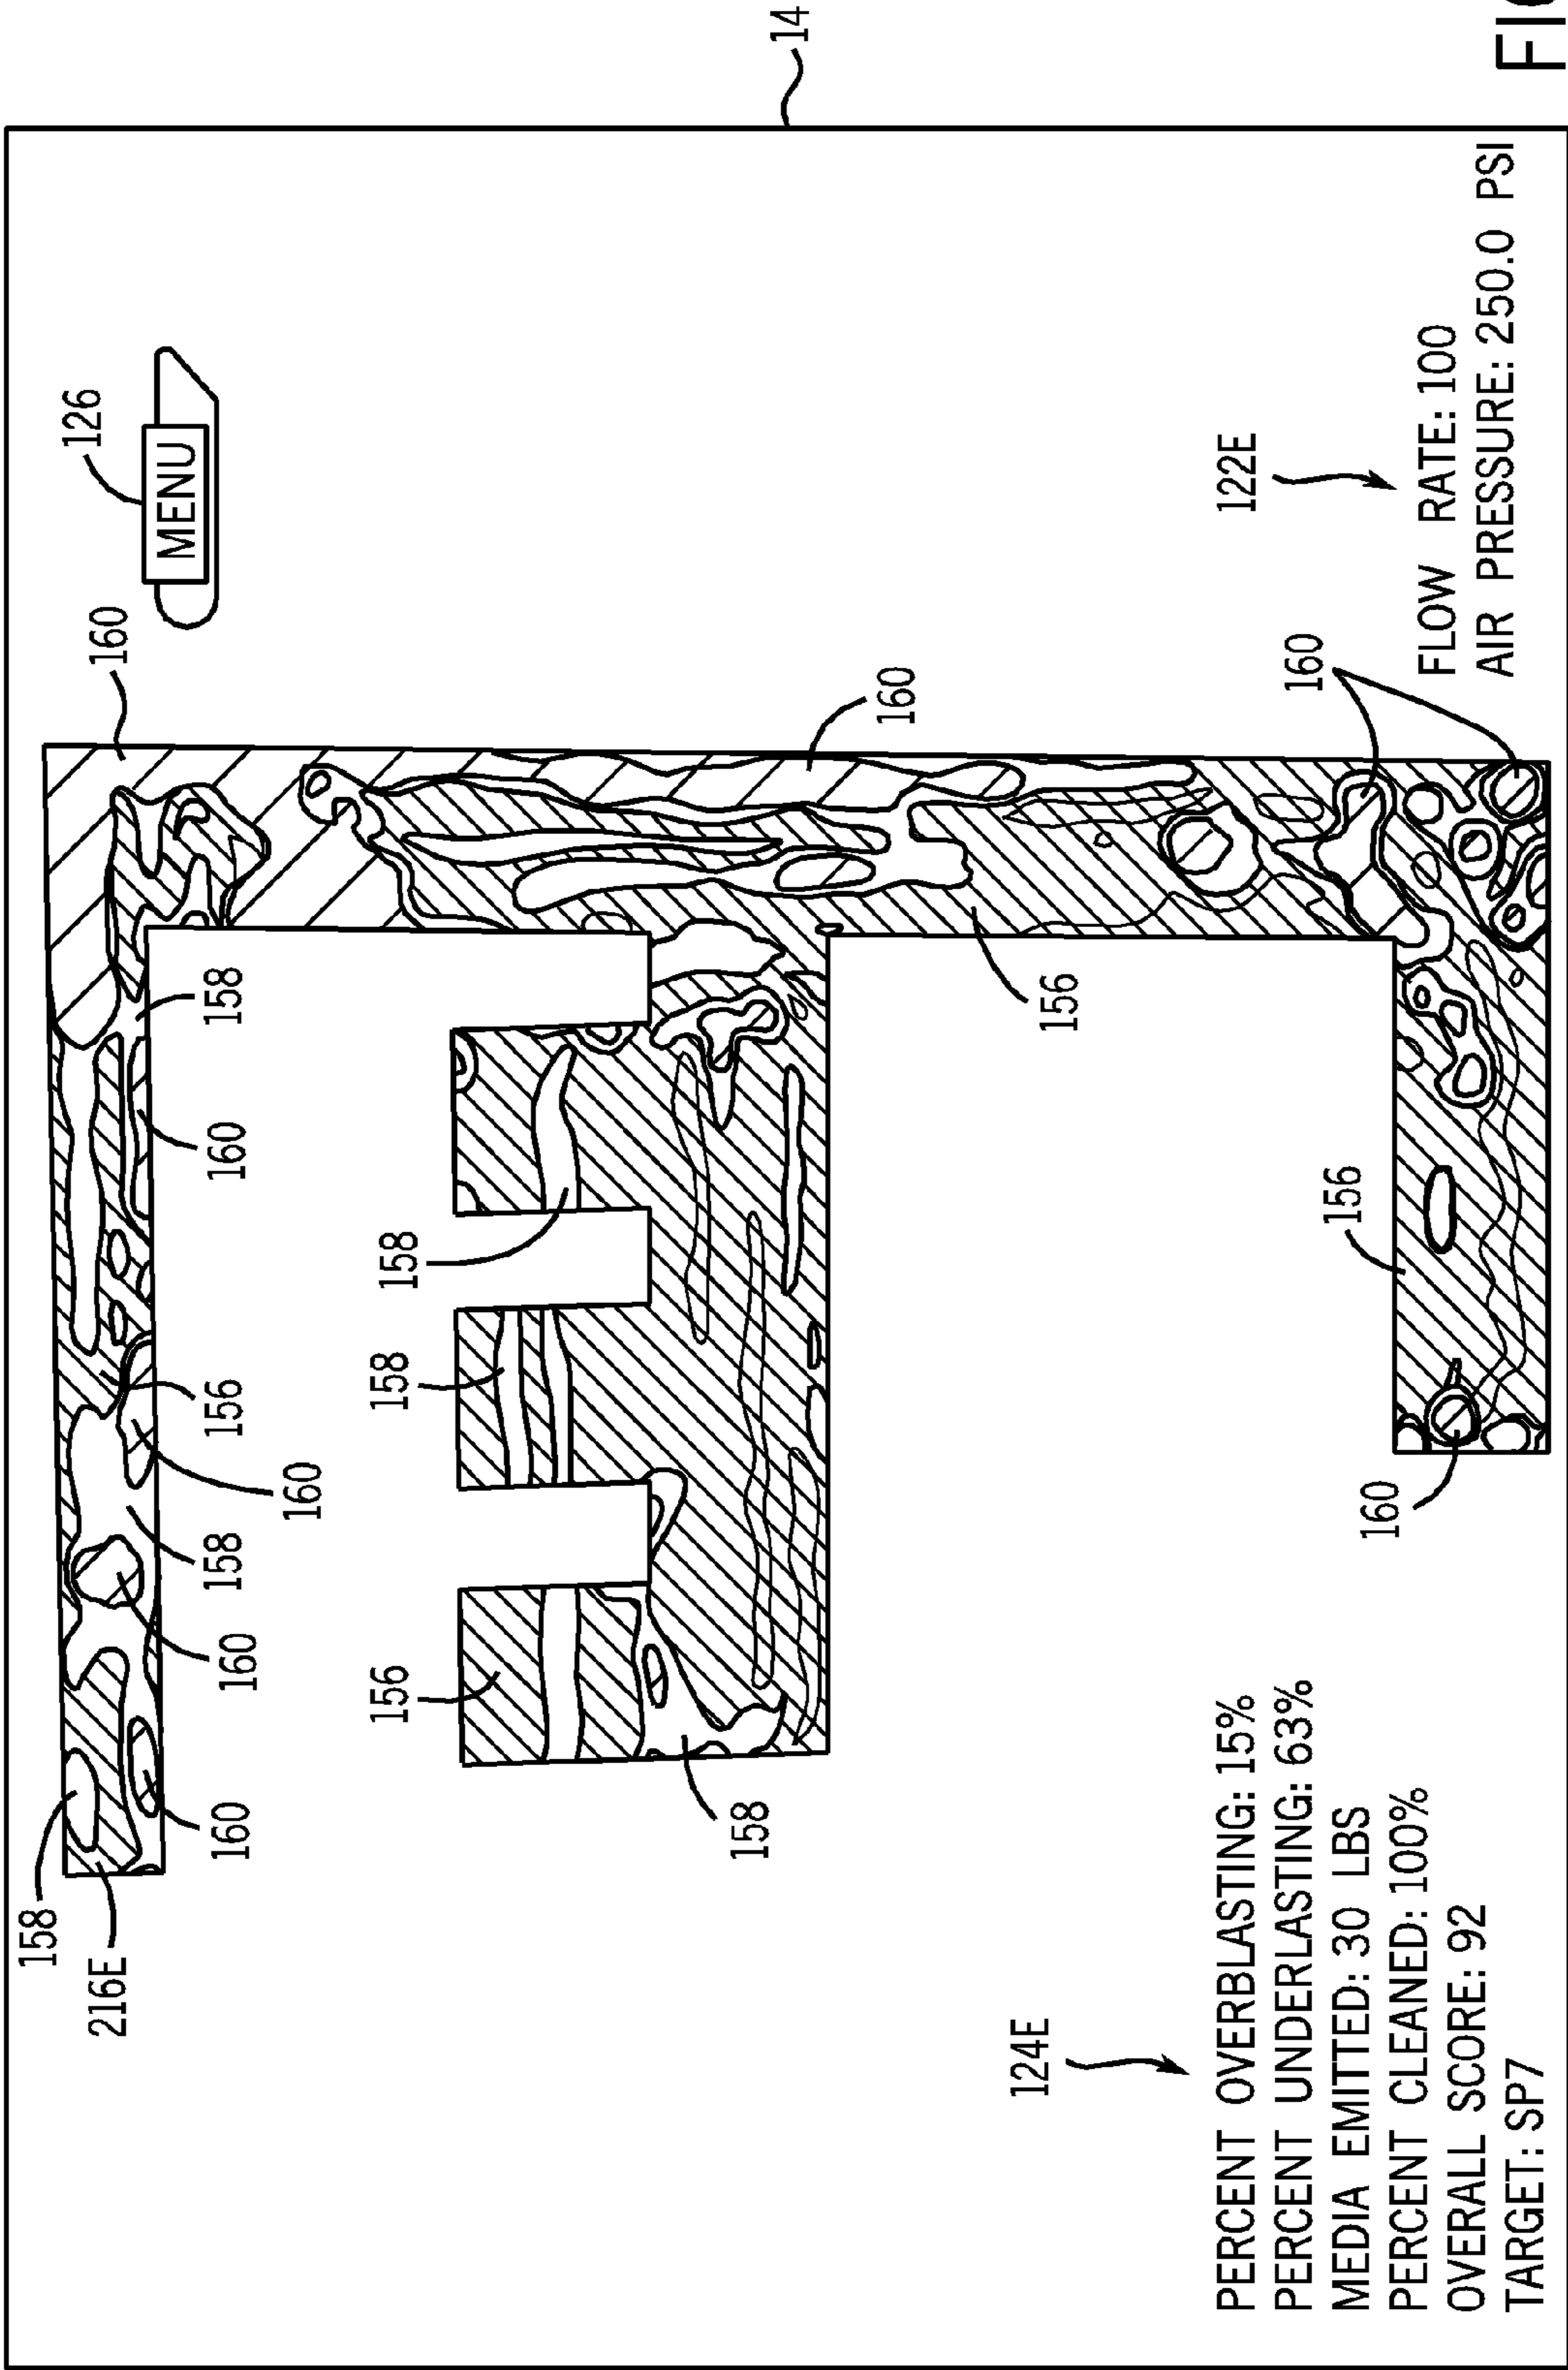 158
126
216E
160
MENU
160
160
158
156
160
158
160
156
158
158
158
14
160
124E
156
122E
160
156
160
PERCENT OVERBLASTING: 15%
PERCENT UNDERLASTING: 63%
MEDIA EMITTED: 30 LBS
PERCENT CLEANED: 100%
OVERALL SCORE: 92
TARGET: SP7
FLOW RATE: 100
AIR PRESSURE: 250.0 PSI